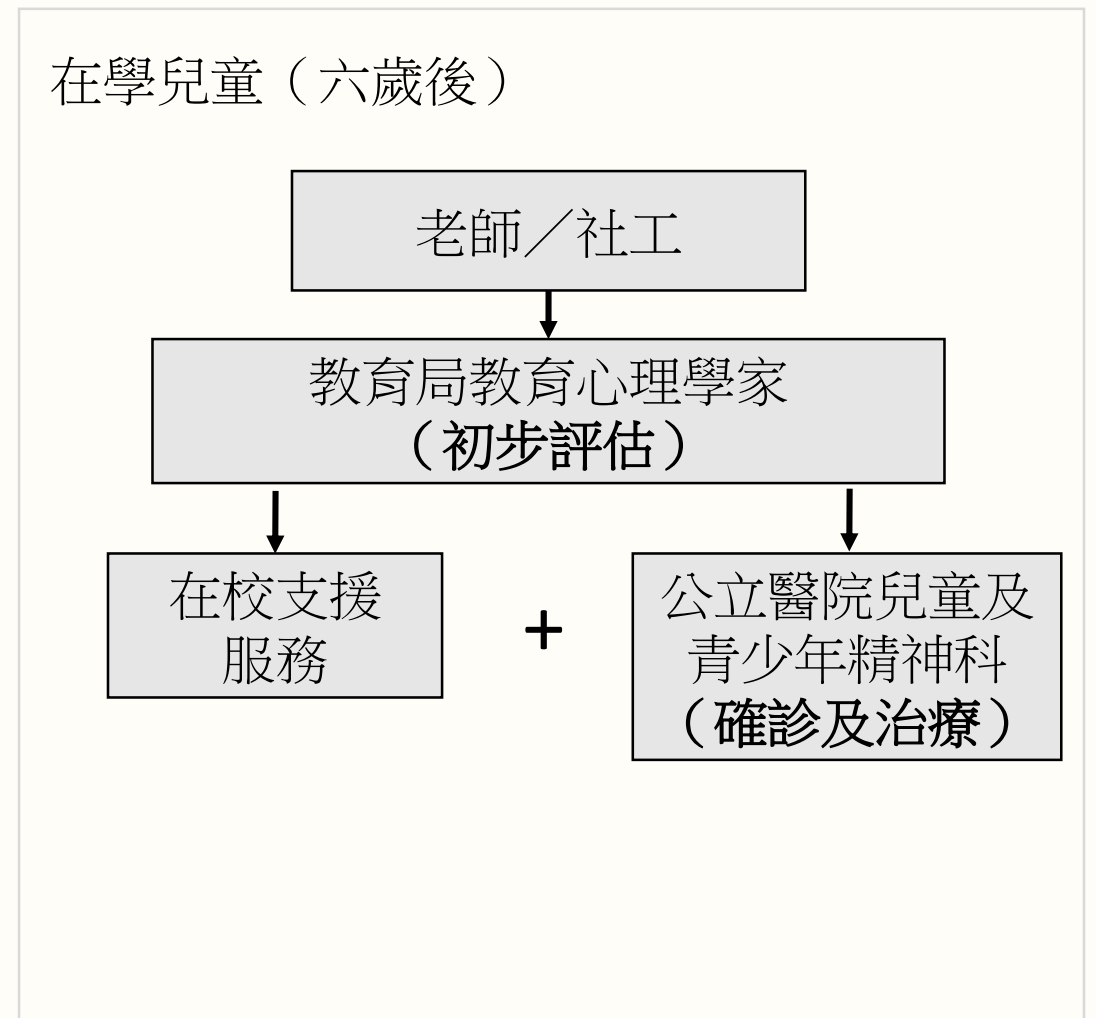 在學兒童（六歲後）
老師／社工
教育局教育心理學家
（初步評估）
在校支援
服務
+
公立醫院兒童及
青少年精神科
（確診及治療）